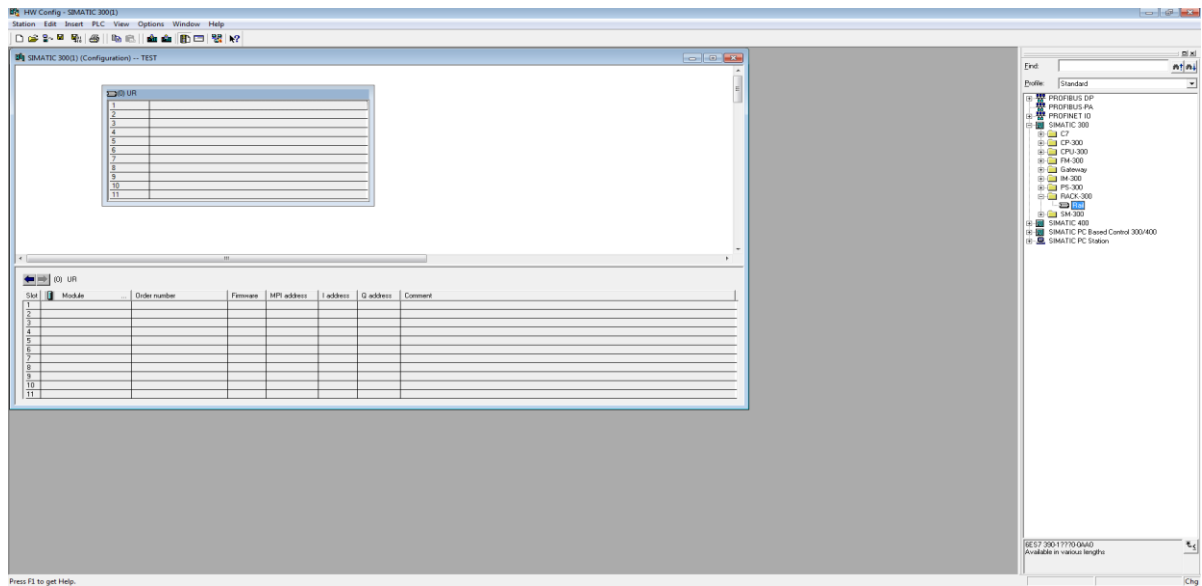 HW Config - SIMATIC 300(1)
Station Edit Insert PLC View Options Window Help
SIMATIC 300(1) (Configuration) -- TEST
(0) UR
1
2
3
4
5
6
7
8
9
10
11
(0) UR
Slot Module ... Order number Firmware MPI address I address Q address Comment
1
2
3
4
5
6
7
8
9
10
11
Find:
Profile: Standard
PROFIBUS DP
PROFIBUS-PA
PROFINET IO
SIMATIC 300
C7
CP-300
CPU-300
FM-300
Gateway
IM-300
PS-300
RACK-300
Rail
SM-300
SIMATIC 400
SIMATIC PC Based Control 300/400
SIMATIC PC Station
6ES7 390-1???0-0AA0
Available in various lengths
Press F1 to get Help.
Chg